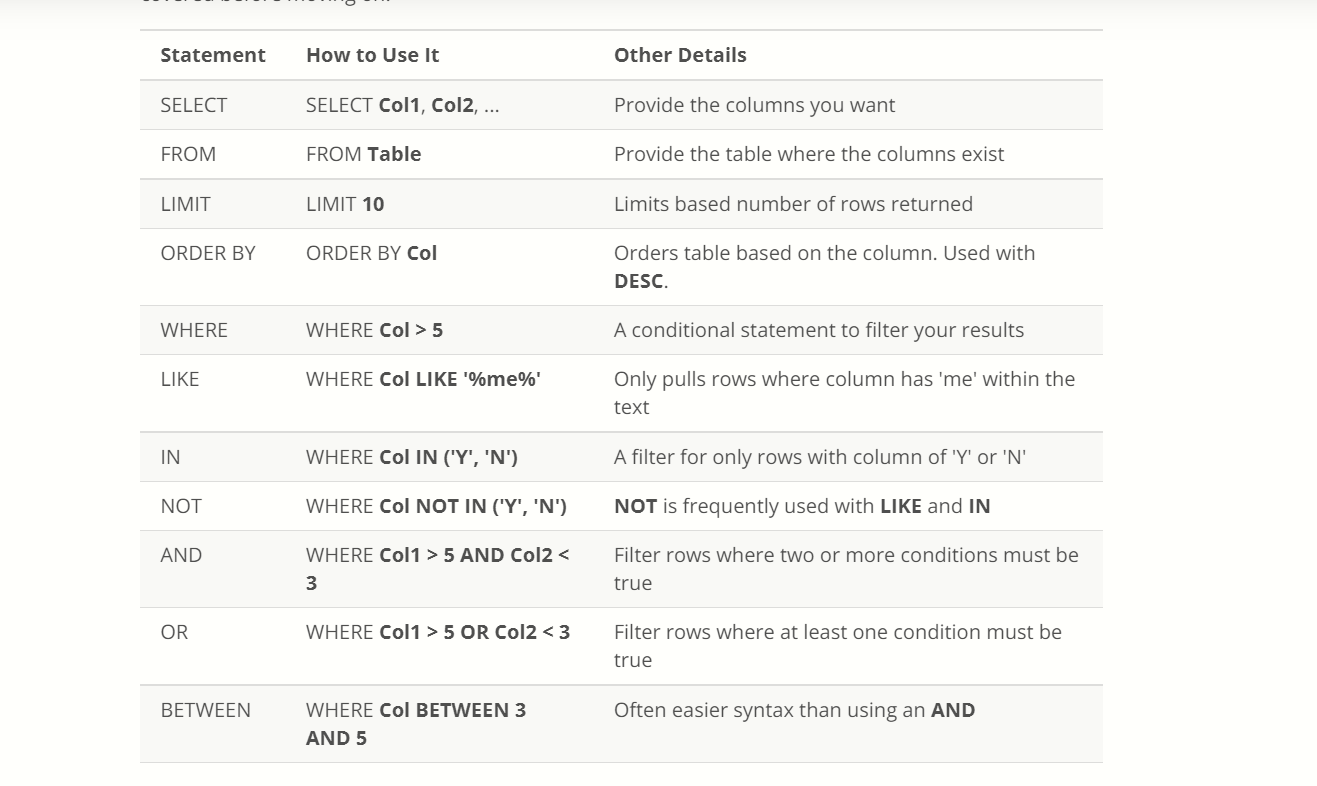 covered before moving on.
Statement How to Use It Other Details
SELECT SELECT Col1, Col2, ... Provide the columns you want
FROM FROM Table Provide the table where the columns exist
LIMIT LIMIT 10 Limits based number of rows returned
ORDER BY ORDER BY Col Orders table based on the column. Used with
DESC.
WHERE WHERE Col > 5 A conditional statement to filter your results
LIKE WHERE Col LIKE '%me%' Only pulls rows where column has 'me' within the
text
IN WHERE Col IN ('Y', 'N') A filter for only rows with column of 'Y' or 'N'
NOT WHERE Col NOT IN ('Y', 'N') NOT is frequently used with LIKE and IN
AND WHERE Col1 > 5 AND Col2 < Filter rows where two or more conditions must be
3 true
OR WHERE Col1 > 5 OR Col2 < 3 Filter rows where at least one condition must be
true
BETWEEN WHERE Col BETWEEN 3 Often easier syntax than using an AND
AND 5